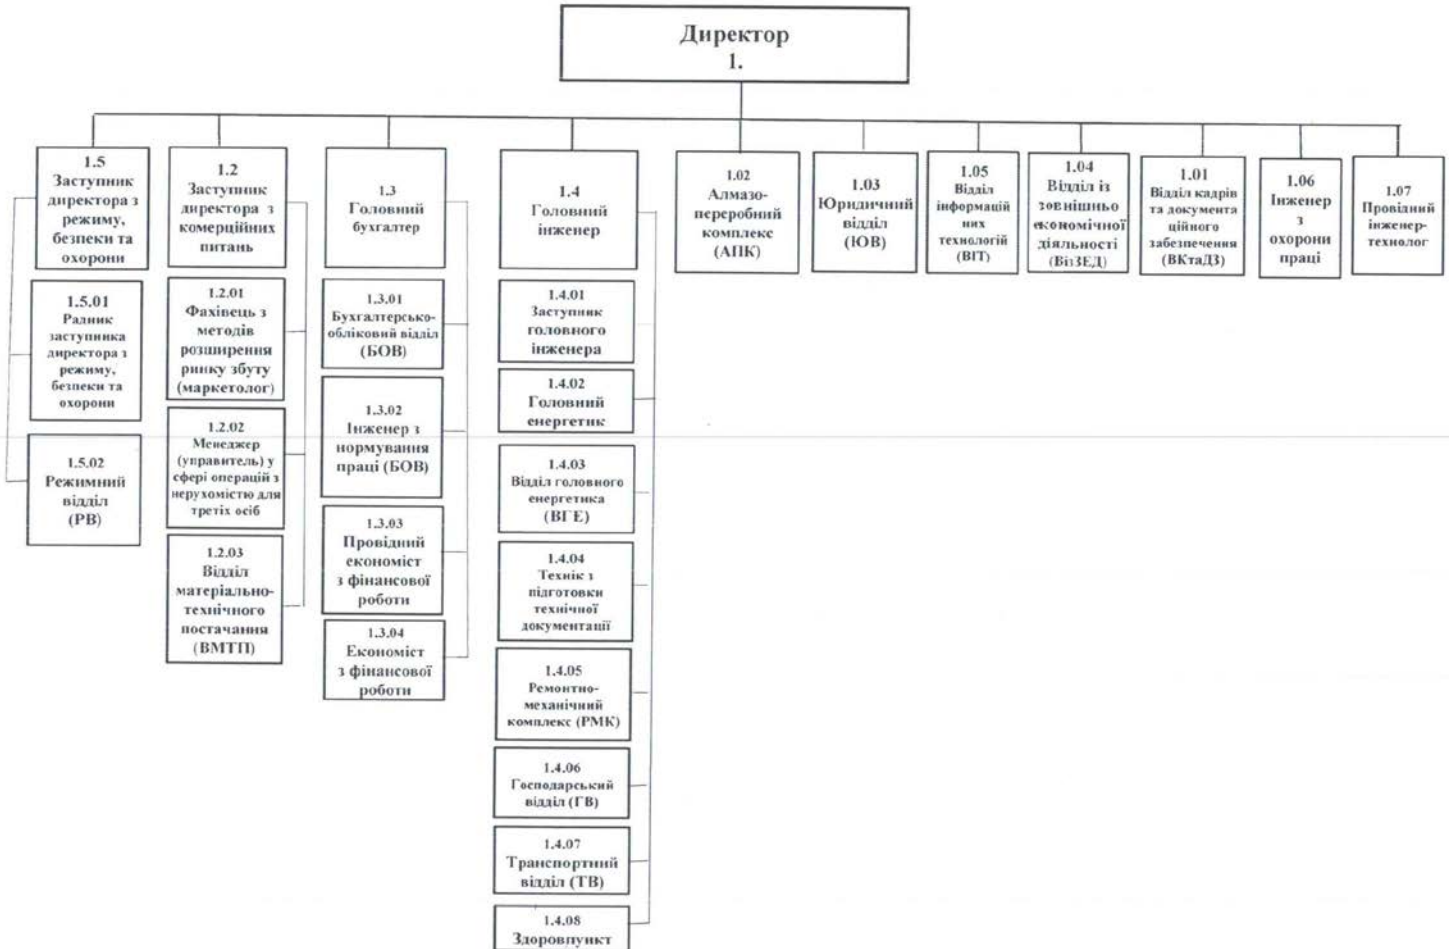 Директор
1.
1.5
Заступник
директора з
режиму,
безпеки та
охорони
1.5.01
Радник
заступника
директора з
режиму,
безпеки та
охорони
1.5.02
Режимний
відділ
(РВ)
1.2
Заступник
директора з
комерційних
питань
1.2.01
Фахівець з
методів
розширення
ринку збуту
(маркетолог)
1.2.02
Менеджер
(управитель) у
сфері операцій з
нерухомістю для
третіх осіб
1.2.03
Відділ
матеріально-
технічного
постачання
(ВМТП)
1.3
Головний
бухгалтер
1.3.01
Бухгалтерсько-
обліковий відділ
(БОВ)
1.3.02
Інженер з
нормування
праці (БОВ)
1.3.03
Провідний
економіст
з фінансової
роботи
1.3.04
Економіст
з фінансової
роботи
1.4
Головний
інженер
1.4.01
Заступник
головного
інженера
1.4.02
Головний
енергетик
1.4.03
Відділ головного
енергетика
(ВГЕ)
1.4.04
Технік з
підготовки
технічної
документації
1.4.05
Ремонтно-
механічний
комплекс (РМК)
1.4.06
Господарський
відділ (ГВ)
1.4.07
Транспортний
відділ (ТВ)
1.4.08
Здоровпункт
1.02
Алмазо-
переробний
комплекс
(АПК)
1.03
Юридичний
відділ
(ЮВ)
1.05
Відділ
інформацій
них
технологій
(ВІТ)
1.04
Відділ із
зовнішньо
економічної
діяльності
(ВізЗЕД)
1.01
Відділ кадрів
та документа
ційного
забезпечення
(ВКтаДЗ)
1.06
Інженер
з
охорони
праці
1.07
Провідний
інженер-
технолог